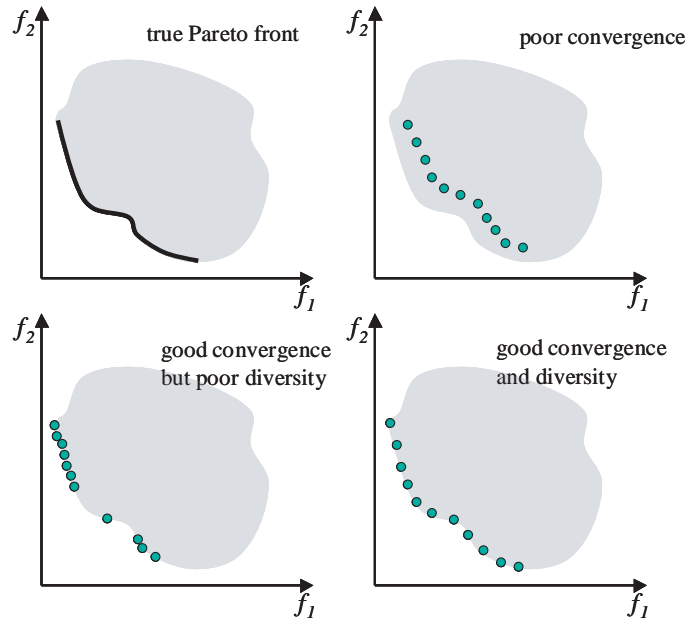 f2
true Pareto front
f1
f2
poor convergence
f1
f2
good convergence
but poor diversity
f1
f2
good convergence
and diversity
f1